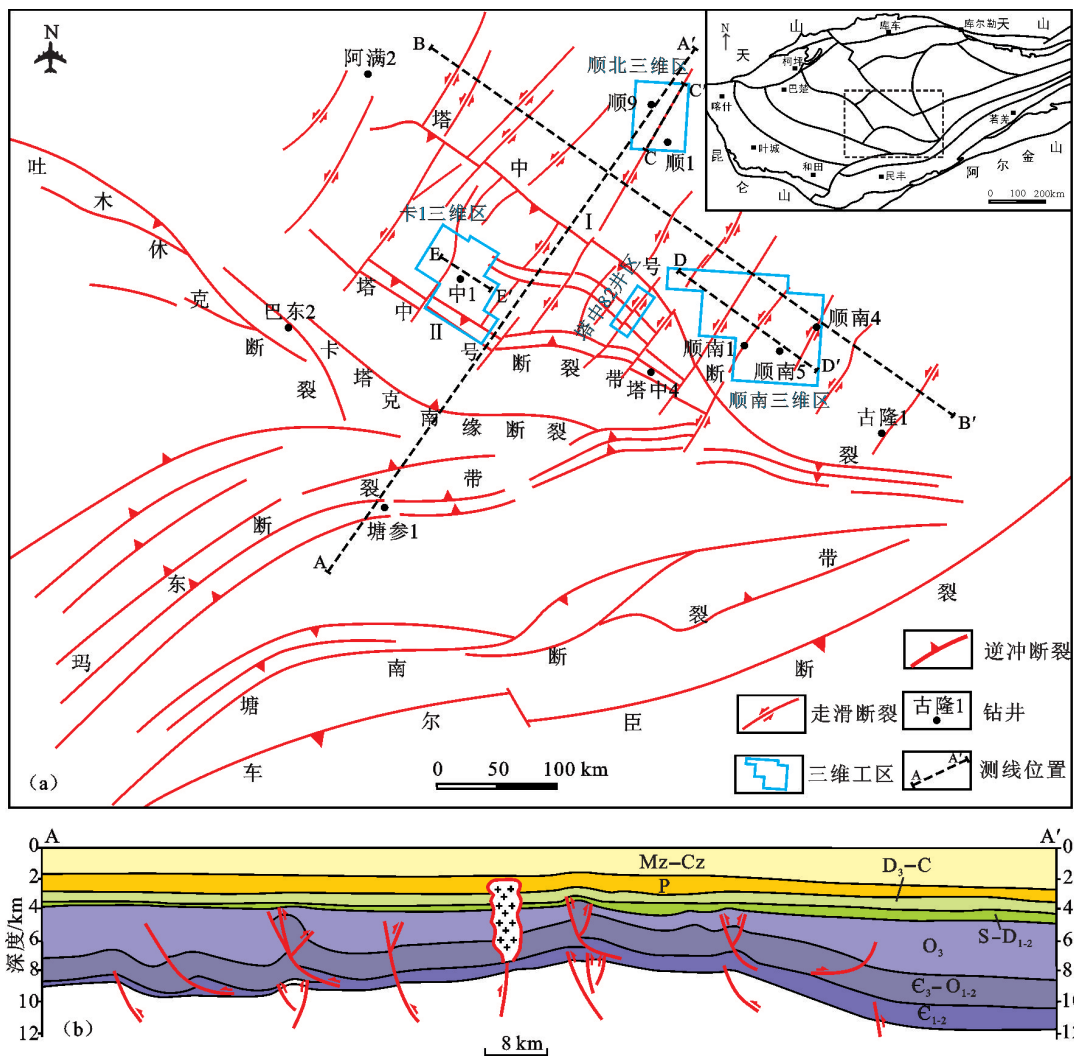 N
阿满2
B
A′
顺北三维区
C′
顺9
C
顺1
N
天
山
库车
库尔勒
天
山
柯坪
巴楚
喀什
叶城
和田
民丰
若羌
昆
仑
山
阿
尔
金
山
0 100 200km
吐
木
休
克
断
裂
塔
中
I
号
断
裂
卡1三维区
E
中1
E′
塔
中
II
号
断
裂
带
塔中82井区
塔中4
D
顺南4
顺南1
顺南5
D′
顺南三维区
B′
古隆1
巴东2
卡
塔
克
南
缘
断
裂
玛
东
断
裂
带
塘参1
A
塘
南
断
裂
带
车
尔
臣
断
裂
逆冲断裂
走滑断裂
古隆1
钻井
三维工区
A
A′
测线位置
(a)
0 50 100 km
A
A′
0
2
4
6
8
10
12
深度/km
0
2
4
6
8
10
12
Mz-Cz
P
D₃-C
S-D₁₋₂
O₃
Є₃-O₁₋₂
Є₁₋₂
(b)
8 km